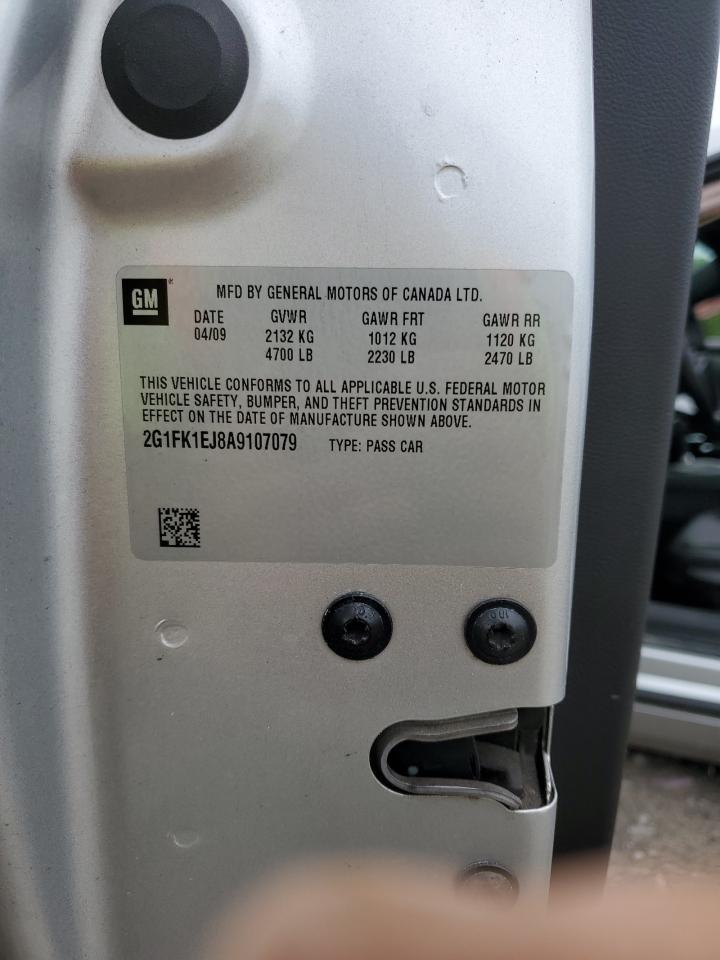 GM
MFD BY GENERAL MOTORS OF CANADA LTD.
DATE GVWR GAWR FRT GAWR RR
04/09 2132 KG 1012 KG 1120 KG
4700 LB 2230 LB 2470 LB
THIS VEHICLE CONFORMS TO ALL APPLICABLE U.S. FEDERAL MOTOR
VEHICLE SAFETY, BUMPER, AND THEFT PREVENTION STANDARDS IN
EFFECT ON THE DATE OF MANUFACTURE SHOWN ABOVE.
2G1FK1EJ8A9107079 TYPE: PASS CAR